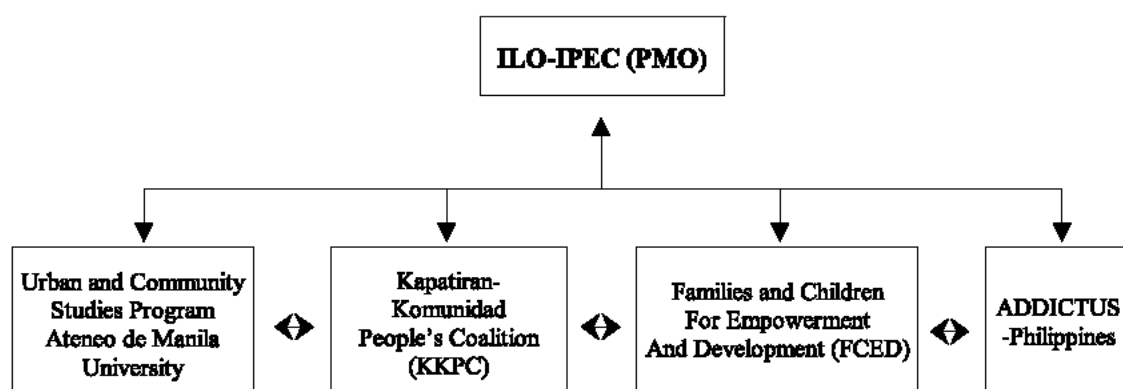 ILO-IPEC (PMO)
Urban and Community
Studies Program
Ateneo de Manila
University
Kapatiran-
Komunidad
People's Coalition
(KKPC)
Families and Children
For Empowerment
And Development (FCED)
ADDICTUS
-Philippines